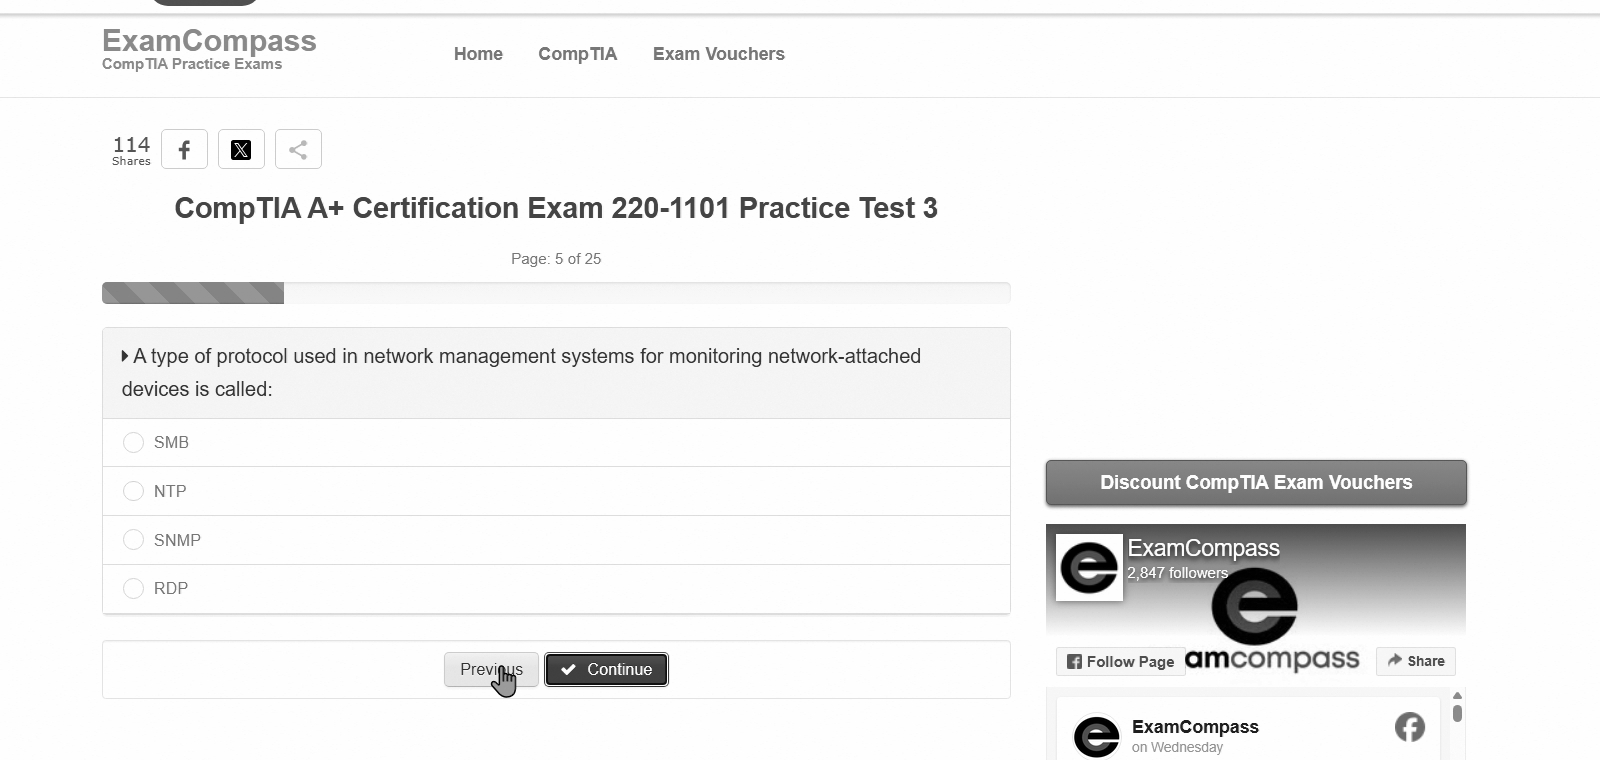 ExamCompass
CompTIA Practice Exams
Home CompTIA Exam Vouchers
114
Shares
CompTIA A+ Certification Exam 220-1101 Practice Test 3
Page: 5 of 25
A type of protocol used in network management systems for monitoring network-attached
devices is called:
SMB
NTP
SNMP
RDP
Previous Continue
Discount CompTIA Exam Vouchers
ExamCompass
2,847 followers
amcompass
Follow Page Share
ExamCompass
on Wednesday